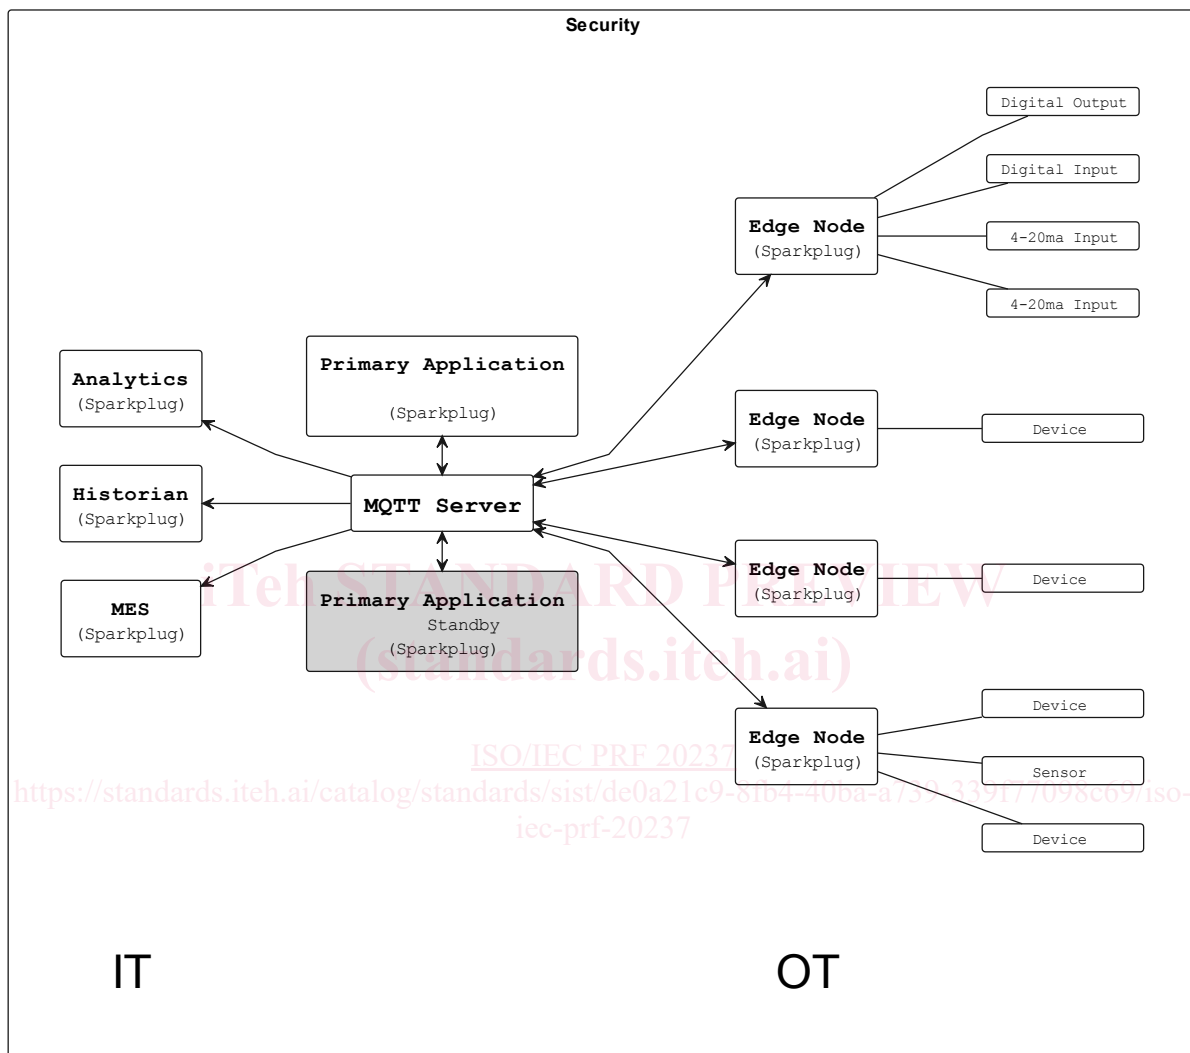 Security
Digital Output
Digital Input
Edge Node
(Sparkplug)
4-20ma Input
4-20ma Input
Analytics
(Sparkplug)
Primary Application
(Sparkplug)
Edge Node
(Sparkplug)
Device
Historian
(Sparkplug)
MQTT Server
Edge Node
(Sparkplug)
Device
MES
(Sparkplug)
Primary Application
Standby
(Sparkplug)
iTeh STANDARD PREVIEW
(standards.iteh.ai)
Edge Node
(Sparkplug)
Device
Sensor
Device
ISO/IEC PRF 20237
https://standards.iteh.ai/catalog/standards/sist/de0a21c9-8fb4-40ba-a739-339f77098c69/iso-
iec-prf-20237
IT
OT